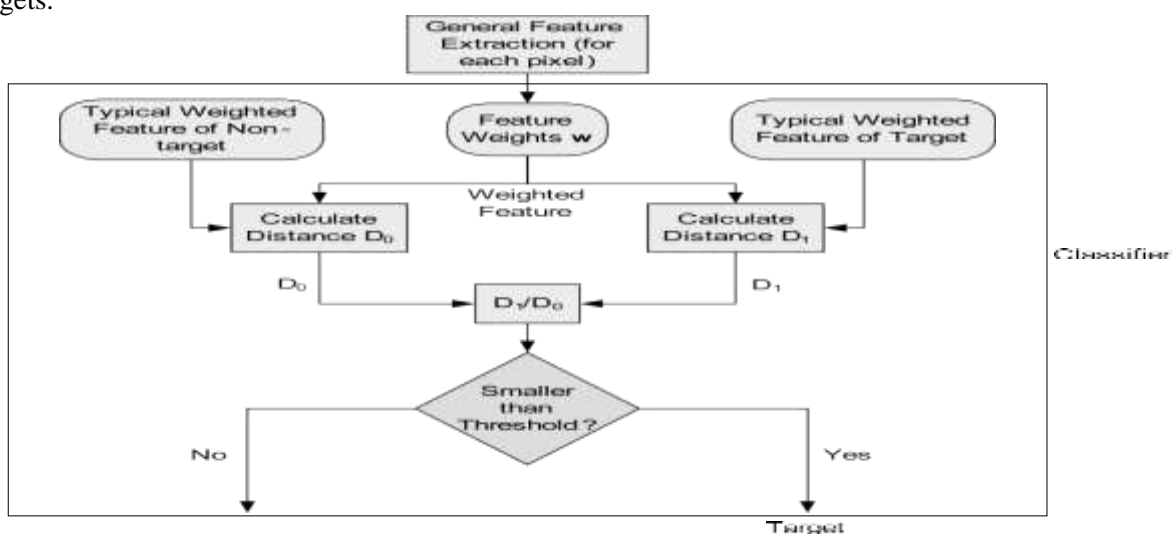 gets.
General Feature
Extraction (for
each pixel)
Typical Weighted
Feature of Non-
target
Feature
Weights w
Typical Weighted
Feature of Target
Weighted
Feature
Calculate
Distance D₀
Calculate
Distance D₁
Classifier
D₀
D₁/D₀
D₁
Smaller
than
Threshold?
No
Yes
Target